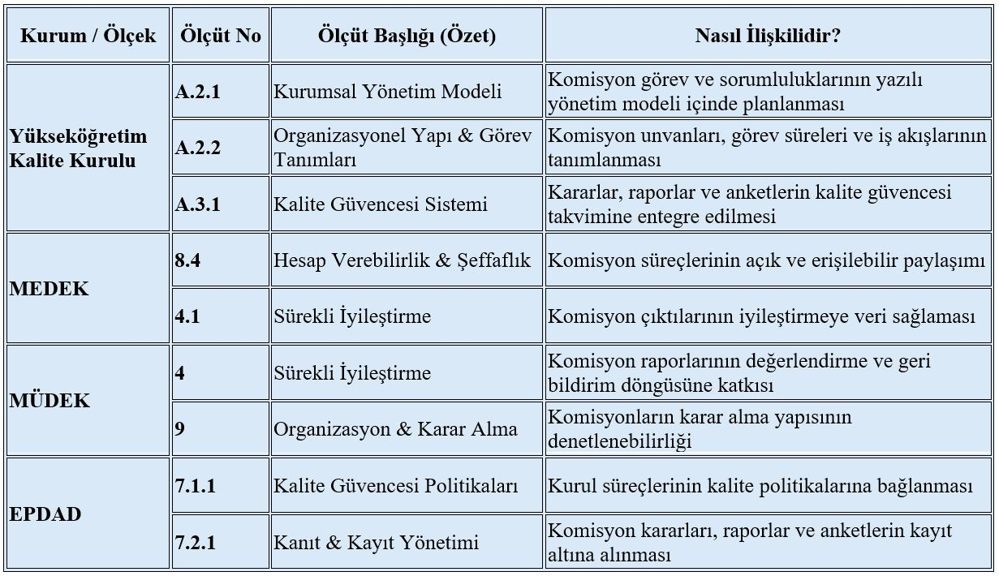 Kurum / Ölçek Ölçüt No Ölçüt Başlığı (Özet) Nasıl İlişkilidir?
Yükseköğretim
Kalite Kurulu
A.2.1 Kurumsal Yönetim Modeli
Komisyon görev ve sorumluluklarının yazılı
yönetim modeli içinde planlanması
A.2.2
Organizasyonel Yapı & Görev
Tanımları
Komisyon unvanları, görev süreleri ve iş akışlarının
tanımlanması
A.3.1 Kalite Güvencesi Sistemi
Kararlar, raporlar ve anketlerin kalite güvencesi
takvimine entegre edilmesi
MEDEK
8.4 Hesap Verebilirlik & Şeffaflık Komisyon süreçlerinin açık ve erişilebilir paylaşımı
4.1 Sürekli İyileştirme Komisyon çıktılarının iyileştirmeye veri sağlaması
MÜDEK
4 Sürekli İyileştirme
Komisyon raporlarının değerlendirme ve geri
bildirim döngüsüne katkısı
9 Organizasyon & Karar Alma
Komisyonların karar alma yapısının
denetlenebilirliği
EPDAD
7.1.1 Kalite Güvencesi Politikaları Kurul süreçlerinin kalite politikalarına bağlanması
7.2.1 Kanıt & Kayıt Yönetimi
Komisyon kararları, raporlar ve anketlerin kayıt
altına alınması